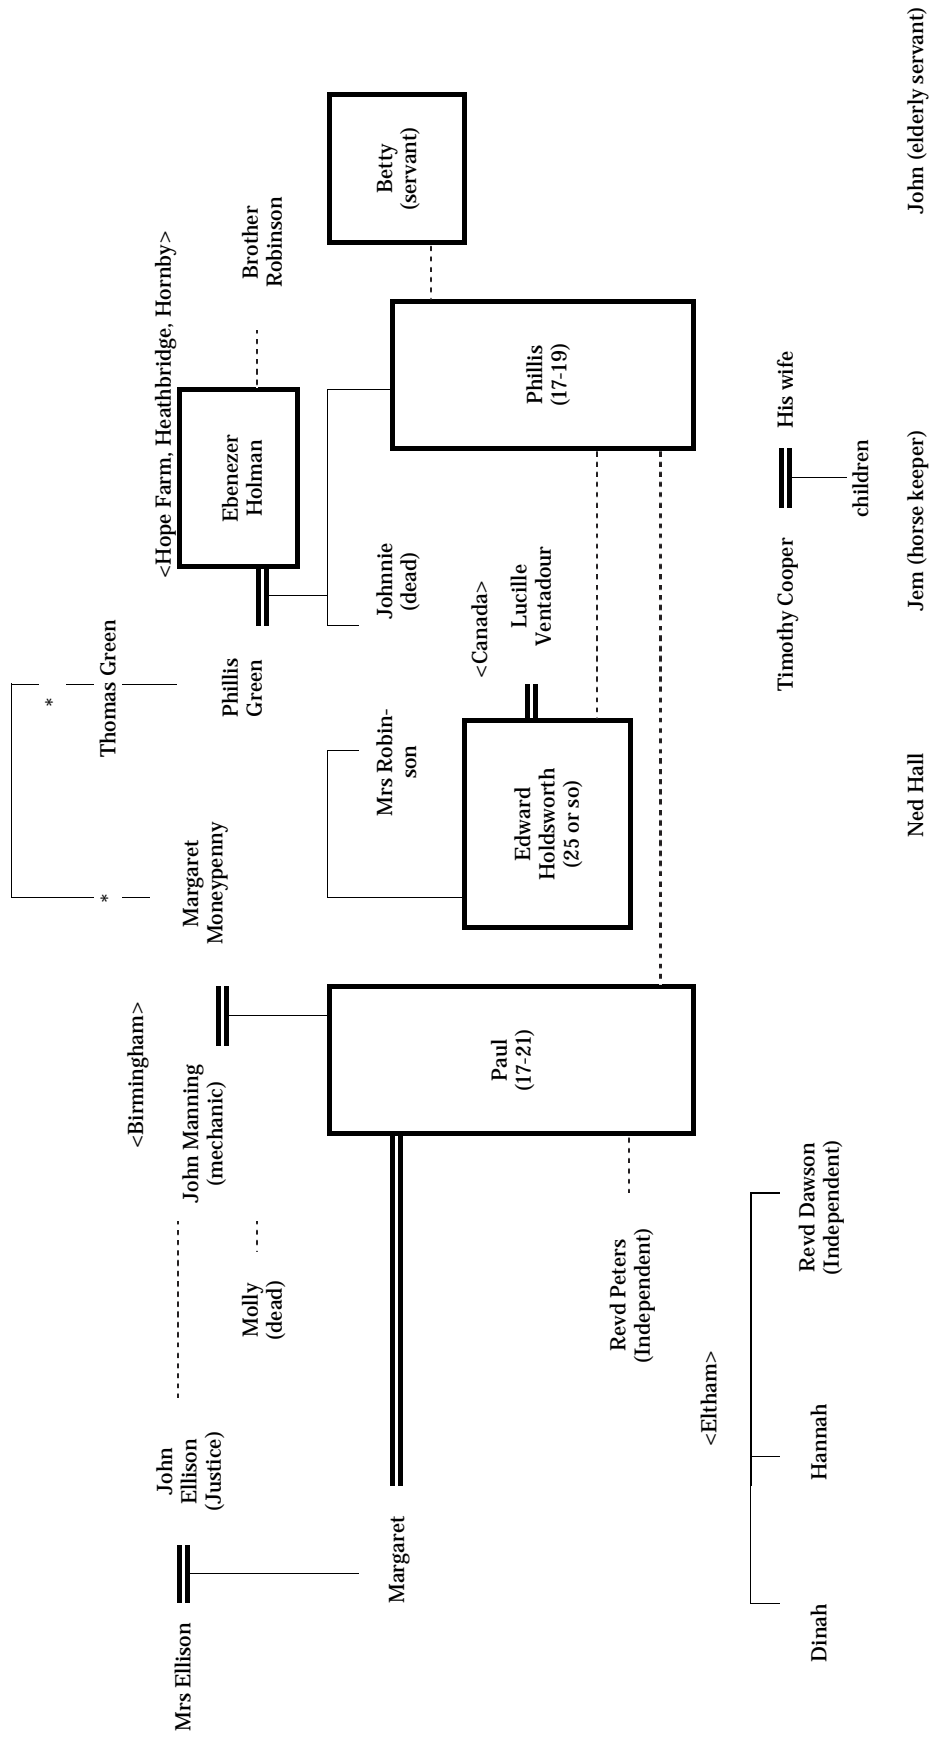 *
*
Thomas Green
<Birmingham>
<Hope Farm, Heathbridge, Hornby>
Mrs Ellison
John
Ellison
(Justice)
John Manning
(mechanic)
Margaret
Moneypenny
Phillis
Green
Ebenezer
Holman
Brother
Robinson
Molly
(dead)
Margaret
Mrs Robin-
son
Johnnie
(dead)
Betty
(servant)
<Canada>
Paul
(17-21)
Edward
Holdsworth
(25 or so)
Lucille
Ventadour
Phillis
(17-19)
Revd Peters
(Independent)
<Eltham>
Timothy Cooper
His wife
Dinah
Hannah
Revd Dawson
(Independent)
children
Ned Hall
Jem (horse keeper)
John (elderly servant)